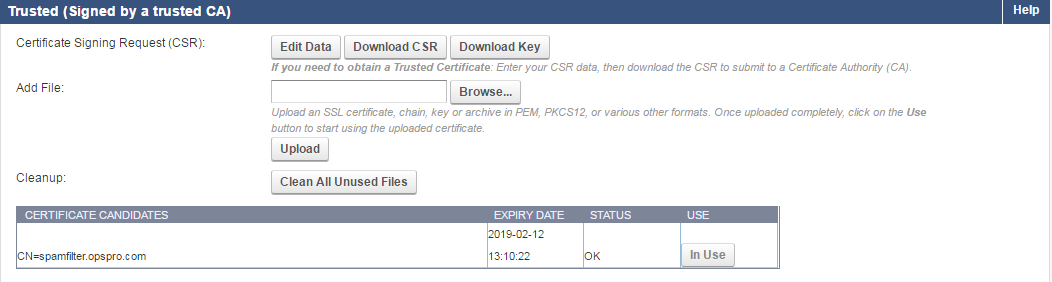 Trusted (Signed by a trusted CA)
Help
Certificate Signing Request (CSR):
Edit Data
Download CSR
Download Key
If you need to obtain a Trusted Certificate: Enter your CSR data, then download the CSR to submit to a Certificate Authority (CA).
Add File:
Browse...
Upload an SSL certificate, chain, key or archive in PEM, PKCS12, or various other formats. Once uploaded completely, click on the Use
button to start using the uploaded certificate.
Upload
Cleanup:
Clean All Unused Files
CERTIFICATE CANDIDATES
EXPIRY DATE
STATUS
USE
2019-02-12
CN=spamfilter.opspro.com
13:10:22
OK
In Use